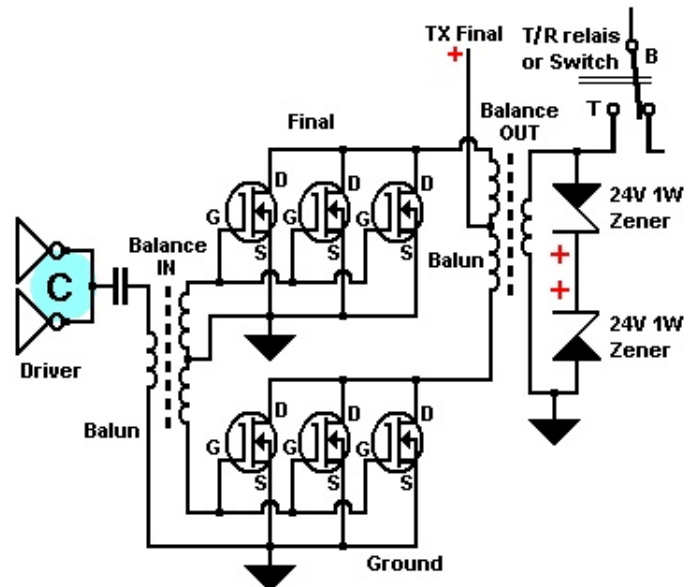 TX Final
+
T/R relais
or Switch
B
T
Balance
OUT
Final
D
D
D
G
G
G
S
S
S
24V 1W
Zener
+
+
24V 1W
Zener
Balance
IN
Balun
C
Driver
Balun
D
D
D
G
G
G
S
S
S
Ground